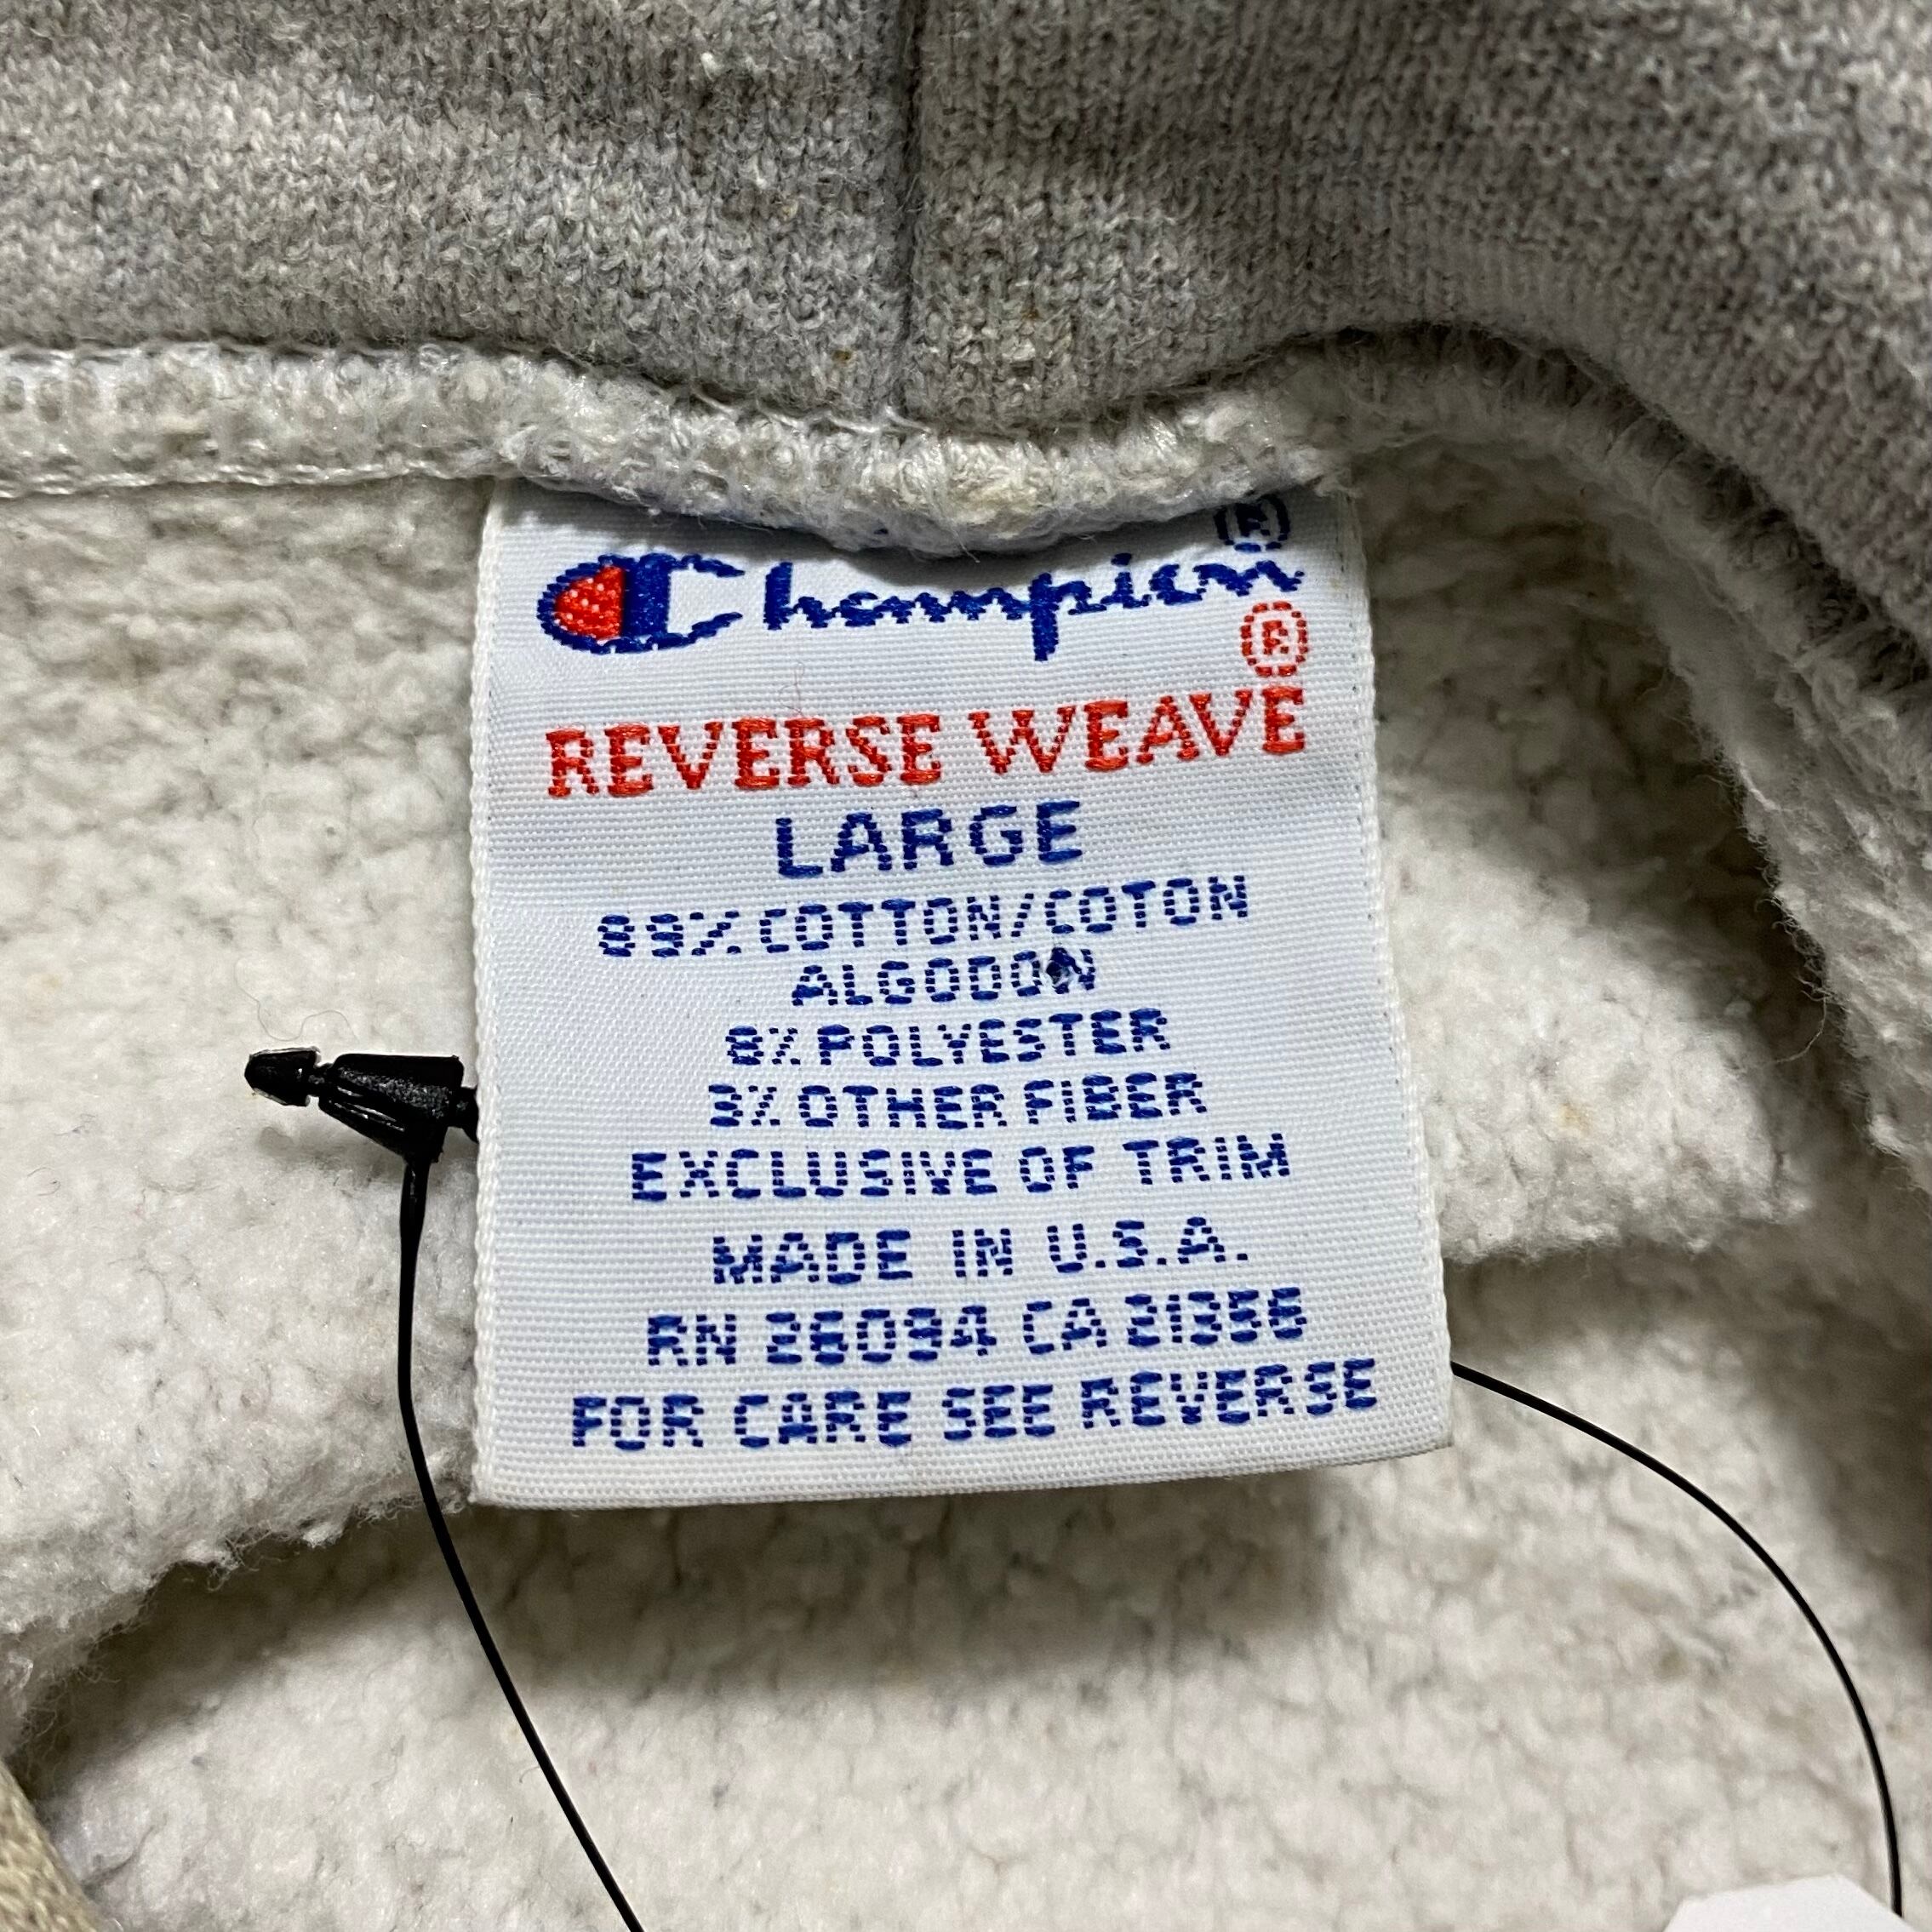 Champion®
®
REVERSE WEAVE
LARGE
89% COTTON/COTON
ALGODON
8% POLYESTER
3% OTHER FIBER
EXCLUSIVE OF TRIM
MADE IN U.S.A.
RN 26094 CA 21356
FOR CARE SEE REVERSE